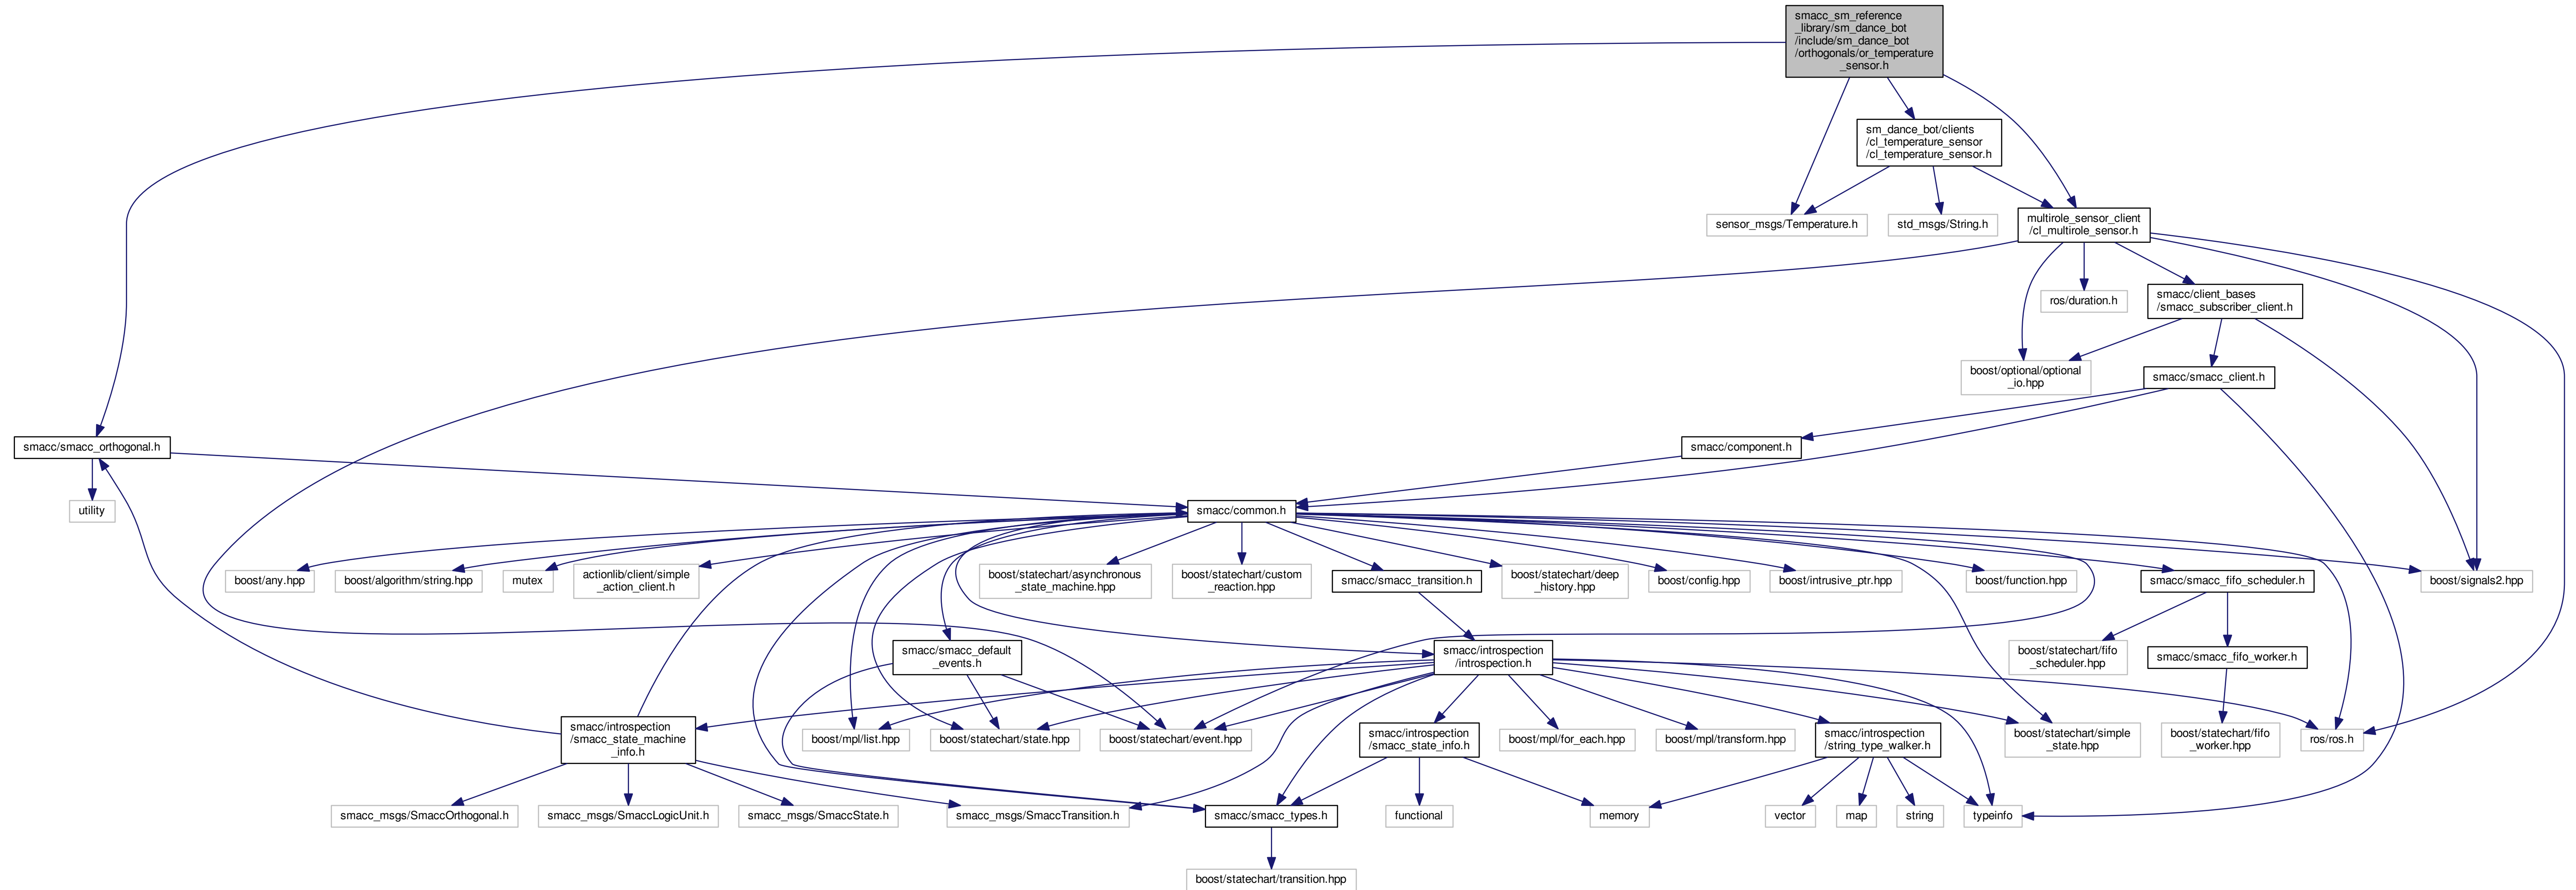 smacc_sm_reference
_library/sm_dance_bot
/include/sm_dance_bot
/orthogonals/or_temperature
_sensor.h
sm_dance_bot/clients
/cl_temperature_sensor
/cl_temperature_sensor.h
sensor_msgs/Temperature.h
std_msgs/String.h
multirole_sensor_client
/cl_multirole_sensor.h
ros/duration.h
smacc/client_bases
/smacc_subscriber_client.h
boost/optional/optional
_io.hpp
smacc/smacc_client.h
smacc/smacc_orthogonal.h
smacc/component.h
utility
smacc/common.h
boost/any.hpp
boost/algorithm/string.hpp
mutex
actionlib/client/simple
_action_client.h
boost/statechart/asynchronous
_state_machine.hpp
boost/statechart/custom
_reaction.hpp
smacc/smacc_transition.h
boost/statechart/deep
_history.hpp
boost/config.hpp
boost/intrusive_ptr.hpp
boost/function.hpp
smacc/smacc_fifo_scheduler.h
boost/signals2.hpp
smacc/smacc_default
_events.h
smacc/introspection
/introspection.h
boost/statechart/fifo
_scheduler.hpp
smacc/smacc_fifo_worker.h
smacc/introspection
/smacc_state_machine
_info.h
boost/mpl/list.hpp
boost/statechart/state.hpp
boost/statechart/event.hpp
smacc/introspection
/smacc_state_info.h
boost/mpl/for_each.hpp
boost/mpl/transform.hpp
smacc/introspection
/string_type_walker.h
boost/statechart/simple
_state.hpp
boost/statechart/fifo
_worker.hpp
ros/ros.h
smacc_msgs/SmaccOrthogonal.h
smacc_msgs/SmaccLogicUnit.h
smacc_msgs/SmaccState.h
smacc_msgs/SmaccTransition.h
smacc/smacc_types.h
functional
memory
vector
map
string
typeinfo
boost/statechart/transition.hpp